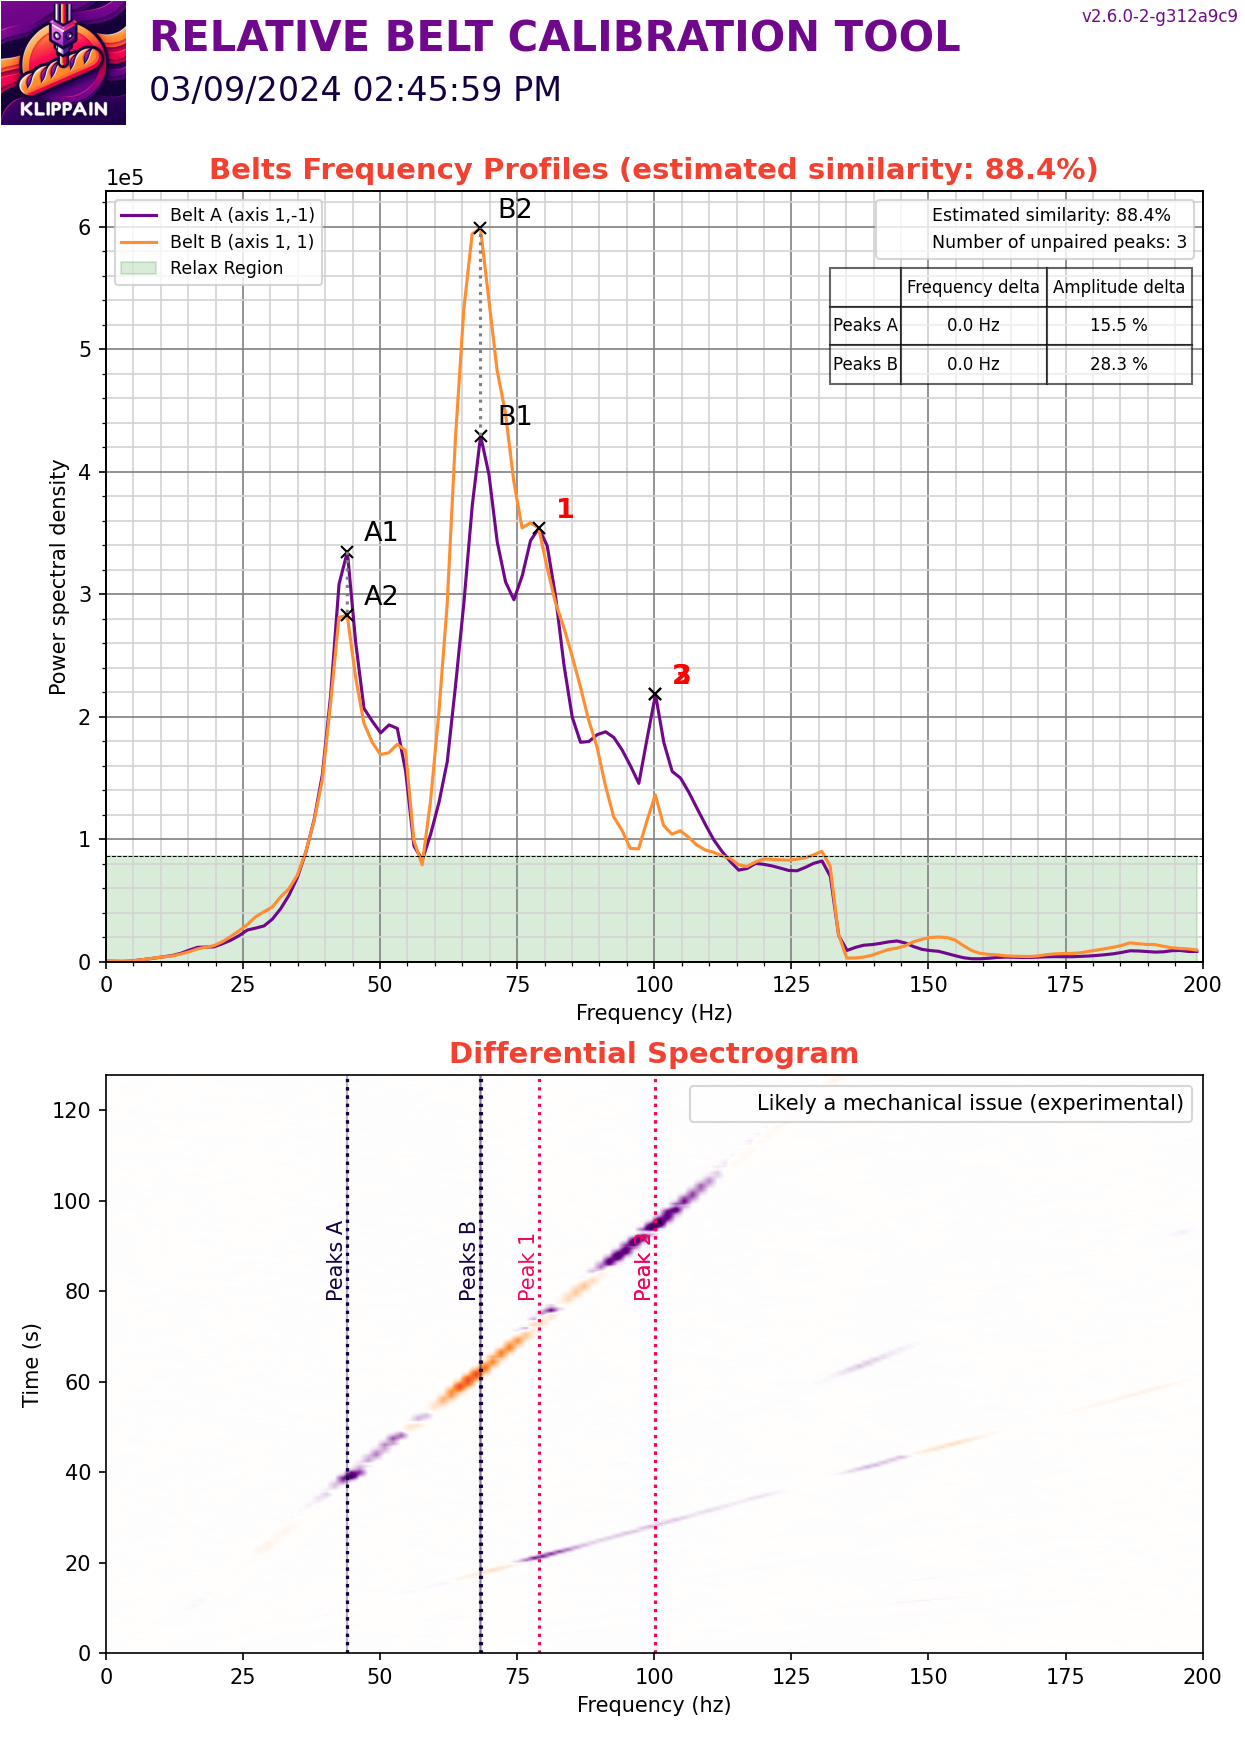 KLIPPAIN
RELATIVE BELT CALIBRATION TOOL
03/09/2024 02:45:59 PM
v2.6.0-2-g312a9c9
Belts Frequency Profiles (estimated similarity: 88.4%)
1e5
Belt A (axis 1,-1)
Belt B (axis 1, 1)
Relax Region
Estimated similarity: 88.4%
Number of unpaired peaks: 3
Frequency delta Amplitude delta
Peaks A 0.0 Hz 15.5 %
Peaks B 0.0 Hz 28.3 %
B2
B1
1
A1
A2
2
3
6
5
4
3
2
1
0
Power spectral density
0 25 50 75 100 125 150 175 200
Frequency (Hz)
Differential Spectrogram
Likely a mechanical issue (experimental)
Peaks A
Peaks B
Peak 1
Peak
120
100
80
60
40
20
0
Time (s)
0 25 50 75 100 125 150 175 200
Frequency (hz)